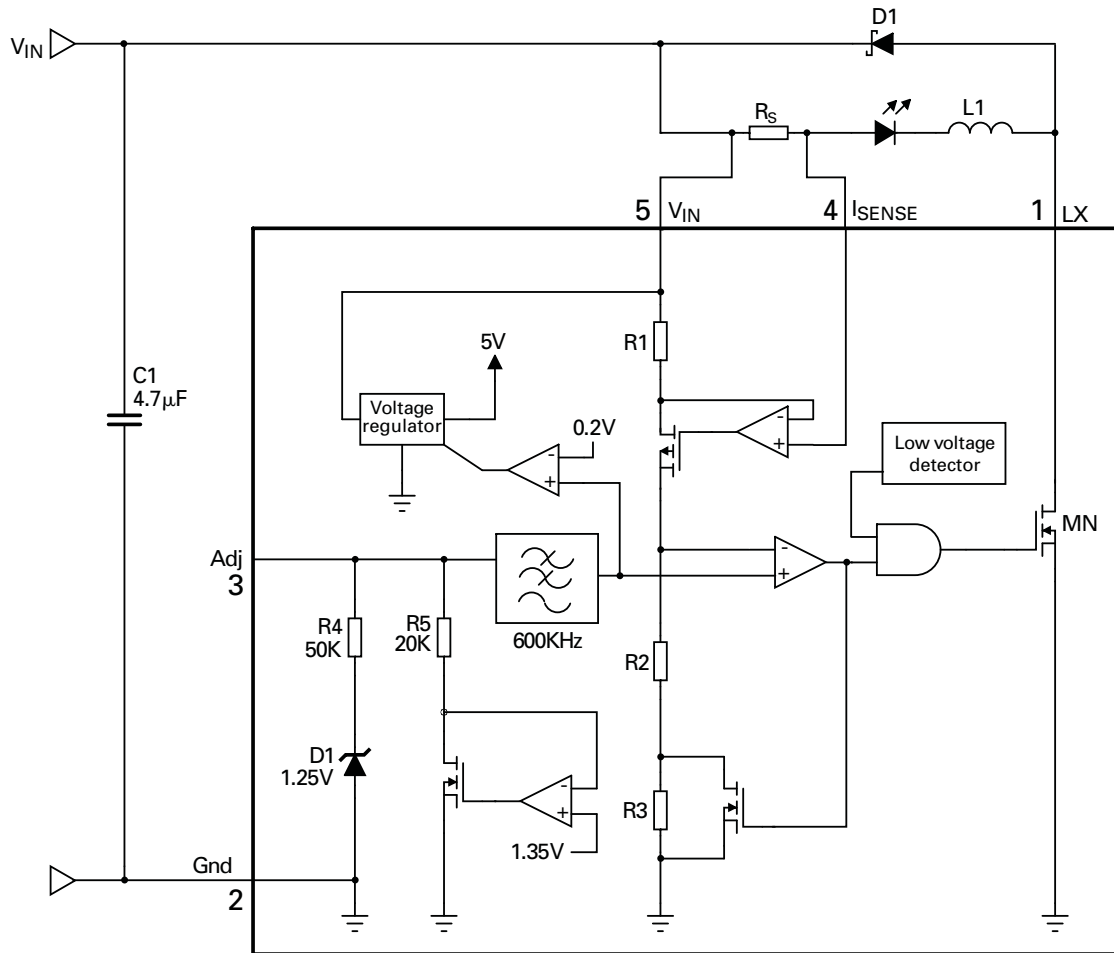 D1
VIN
RS
L1
5 VIN
4 ISENSE
1 LX
R1
5V
C1
4.7µF
Voltage
regulator
0.2V
-
+
-
+
Low voltage
detector
MN
Adj
3
-
+
R4
50K
R5
20K
600KHz
R2
D1
1.25V
-
+
1.35V
R3
Gnd
2